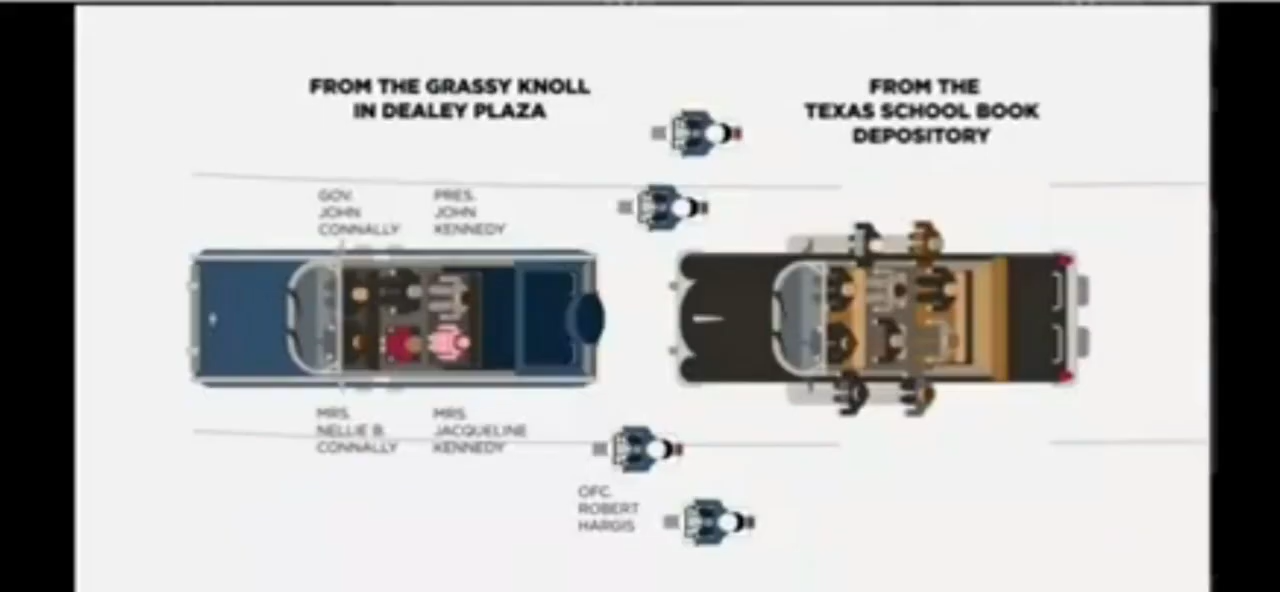 FROM THE GRASSY KNOLL
IN DEALEY PLAZA
FROM THE
TEXAS SCHOOL BOOK
DEPOSITORY
GOV.
JOHN
CONNALLY
PRES.
JOHN
KENNEDY
MRS.
NELLIE B.
CONNALLY
MRS.
JACQUELINE
KENNEDY
OFC.
ROBERT
HARGIS